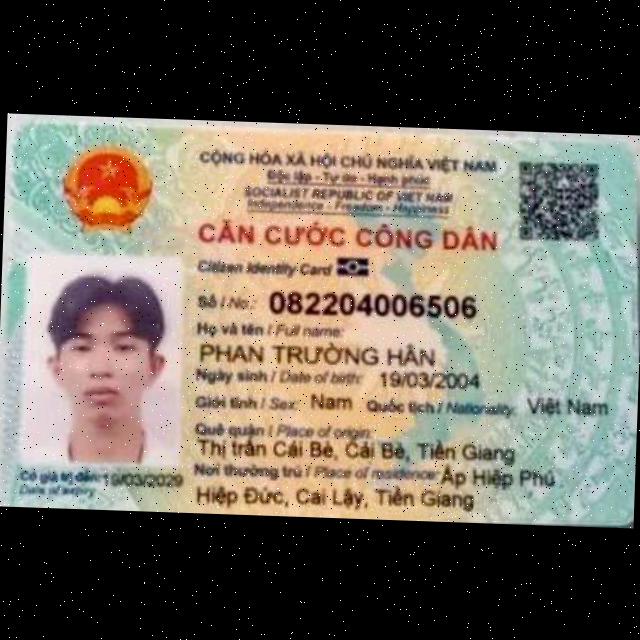 CỘNG HÒA XÃ HỘI CHỦ NGHĨA VIỆT NAM
Độc lập - Tự do - Hạnh phúc
SOCIALIST REPUBLIC OF VIET NAM
Independence - Freedom - Happiness
CĂN CƯỚC CÔNG DÂN
Citizen Identity Card
Số / No.: 082204006506
Họ và tên / Full name:
PHAN TRƯỜNG HÂN
Ngày sinh / Date of birth: 19/03/2004
Giới tính / Sex: Nam Quốc tịch / Nationality: Việt Nam
Quê quán / Place of origin:
Thị trấn Cái Bè, Cái Bè, Tiền Giang
Nơi thường trú / Place of residence: Ấp Hiệp Phú
Hiệp Đức, Cai Lậy, Tiền Giang
Có giá trị đến: 19/03/2029
Date of expiry